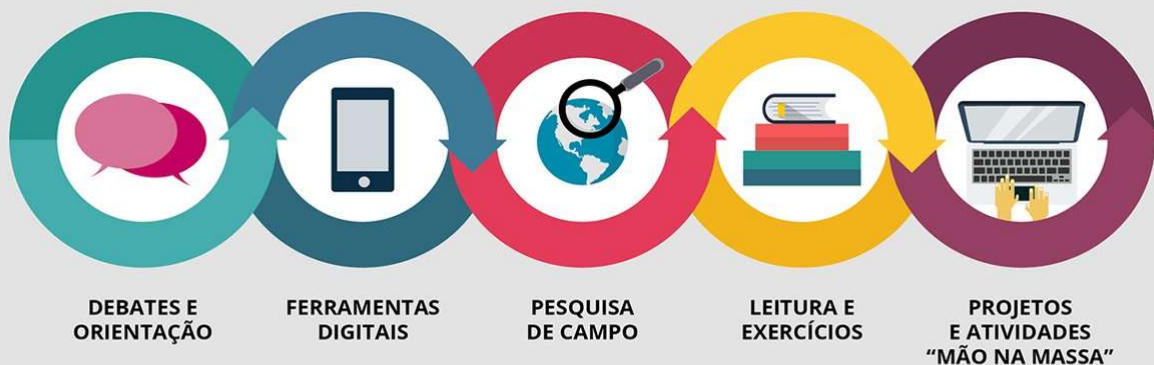 DEBATES E
ORIENTAÇÃO
FERRAMENTAS
DIGITAIS
PESQUISA
DE CAMPO
LEITURA E
EXERCÍCIOS
PROJETOS
E ATIVIDADES
“MÃO NA MASSA”